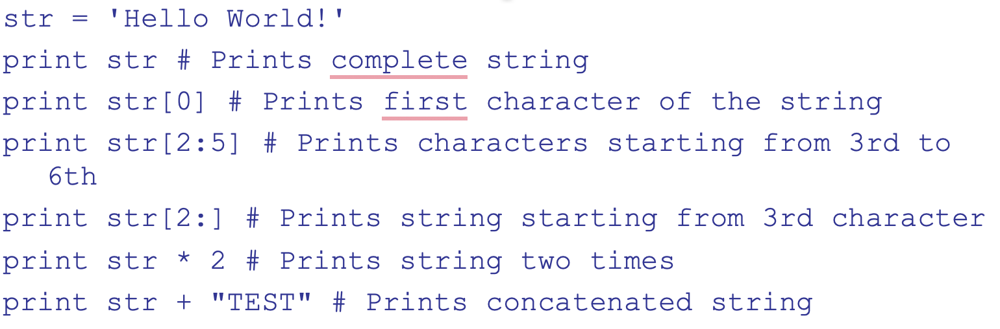 str = 'Hello World!'
print str # Prints complete string
print str[0] # Prints first character of the string
print str[2:5] # Prints characters starting from 3rd to
6th
print str[2:] # Prints string starting from 3rd character
print str * 2 # Prints string two times
print str + "TEST" # Prints concatenated string